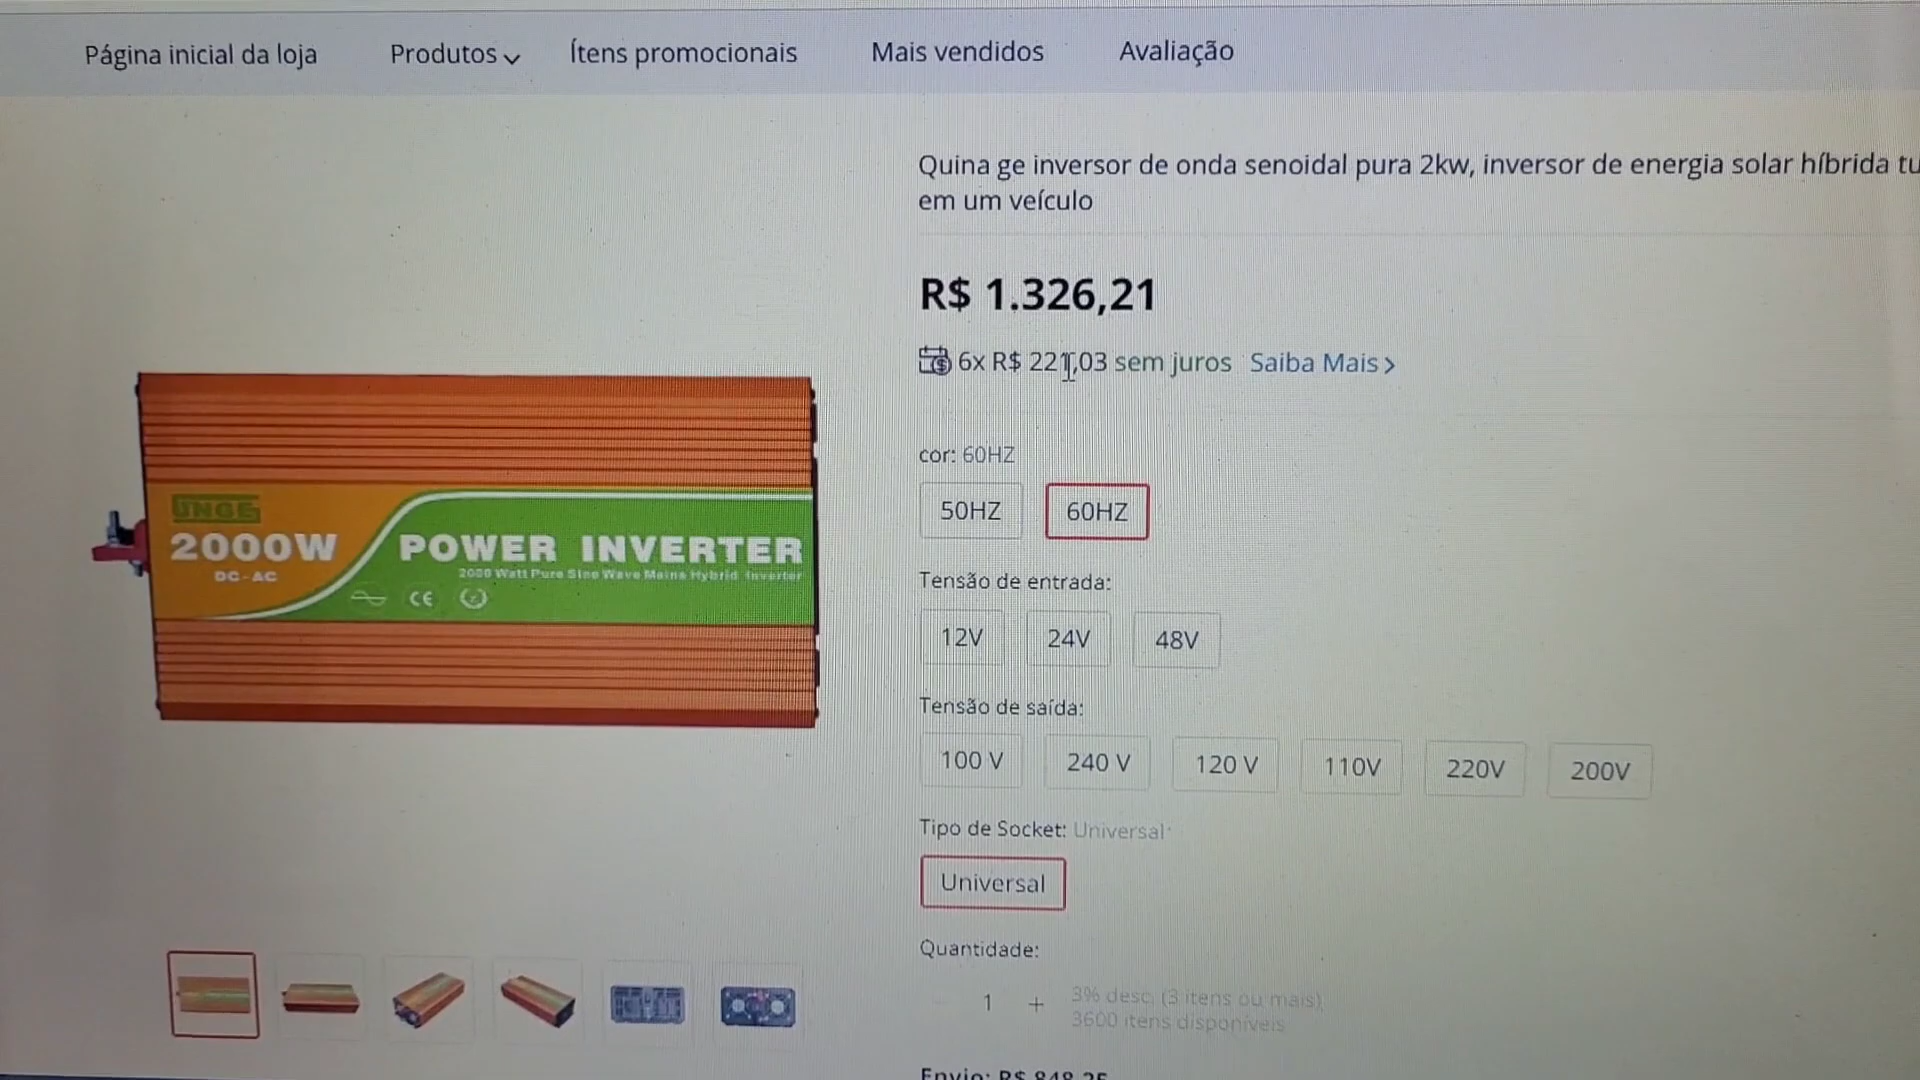 Página inicial da loja
Produtos
Ítens promocionais
Mais vendidos
Avaliação
Quina ge inversor de onda senoidal pura 2kw, inversor de energia solar híbrida tu
em um veículo
R$ 1.326,21
6x R$ 221,03 sem juros Saiba Mais >
cor: 60HZ
50HZ
60HZ
Tensão de entrada:
12V
24V
48V
Tensão de saída:
100 V
240 V
120 V
110V
220V
200V
Tipo de Socket: Universal
Universal
Quantidade:
1 +
3% desc. (3 itens ou mais)
3600 itens disponíveis
Envio: R$ 848,25
UNGE
2000W
DC-AC
POWER INVERTER
2000 Watt Pure Sine Wave Mains Hybrid Inverter
CE